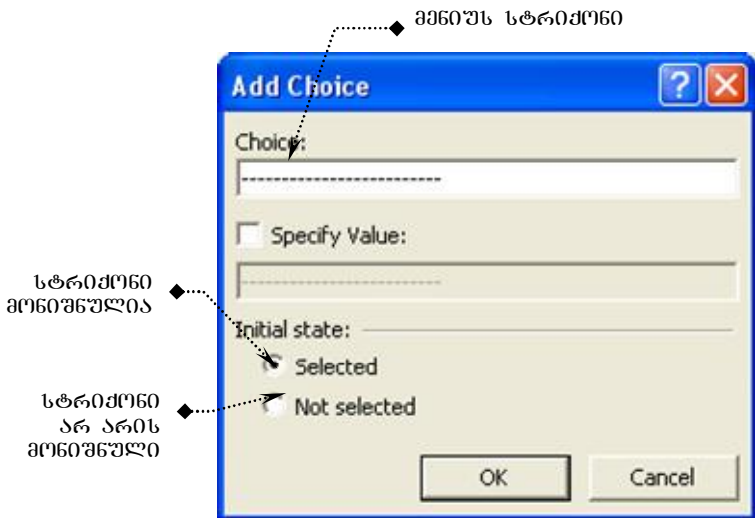 მენიუს სტრიქონი
Add Choice
Choice:
-------------------------
Specify Value:
-------------------------
სტრიქონი
მონიშნულია
Initial state:
Selected
სტრიქონი
არ არის
მონიშნული
Not selected
OK
Cancel